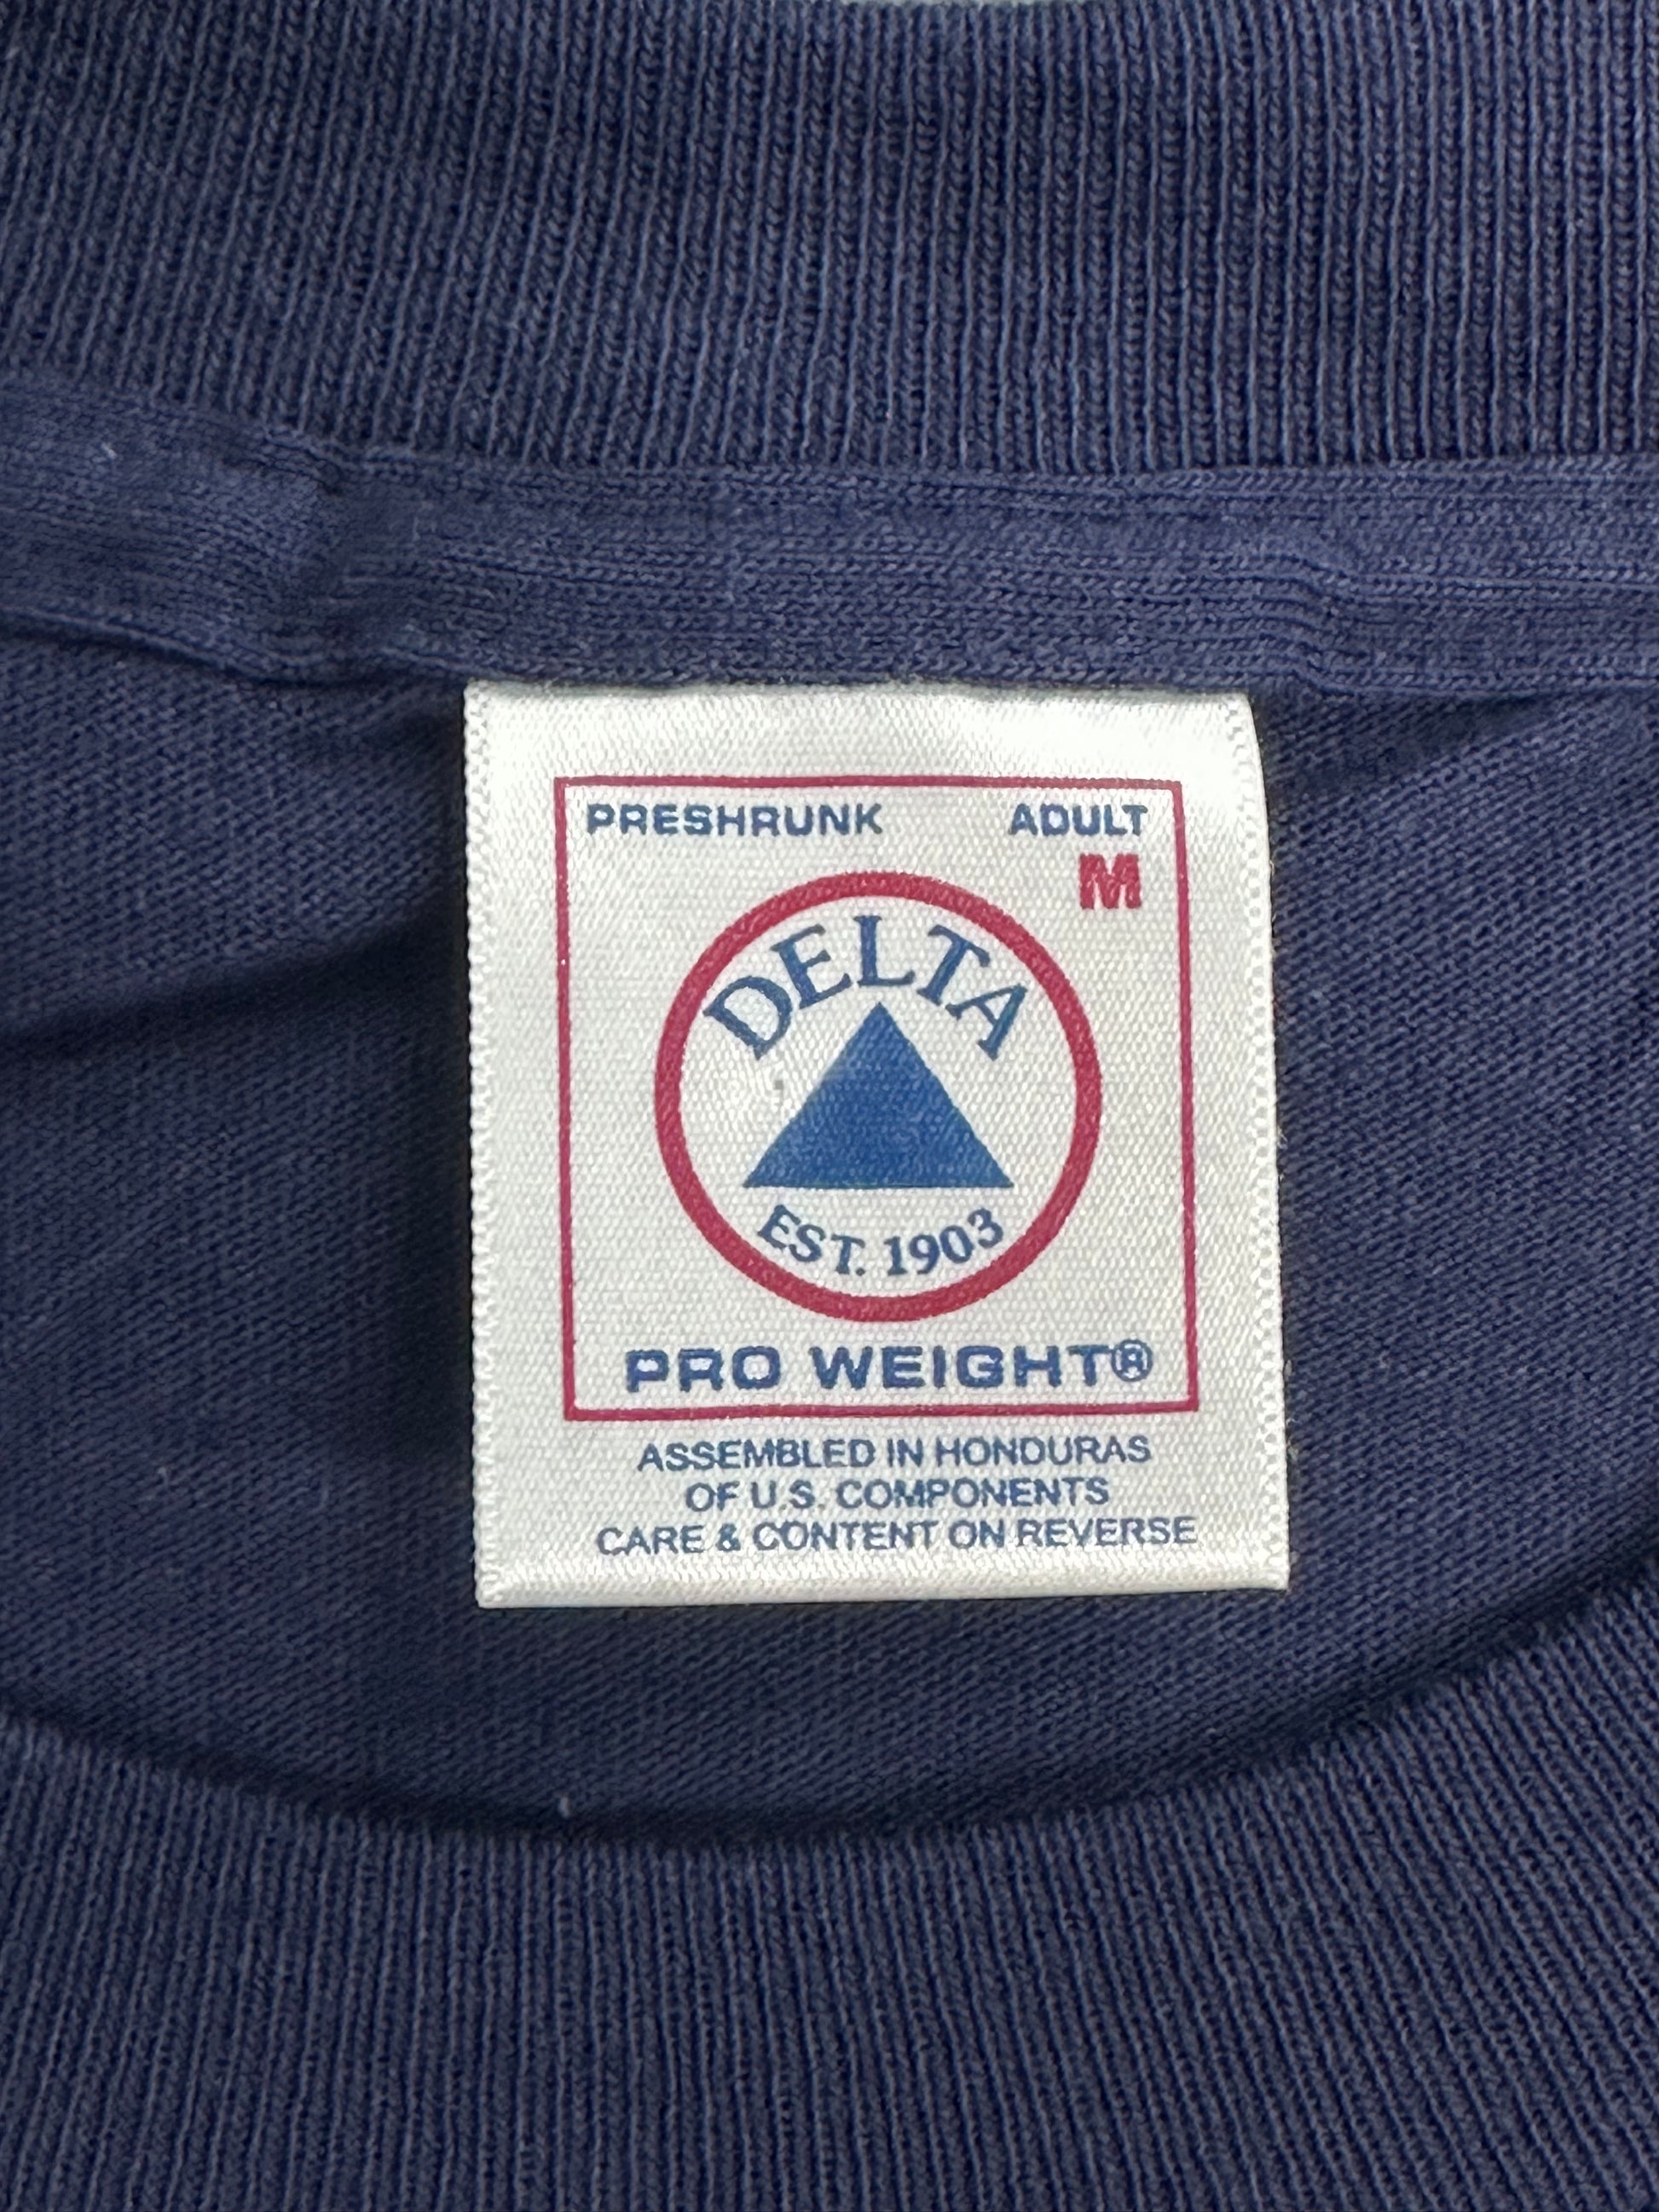 PRESHRUNK ADULT
M
DELTA
EST. 1903
PRO WEIGHT®
ASSEMBLED IN HONDURAS
OF U.S. COMPONENTS
CARE & CONTENT ON REVERSE